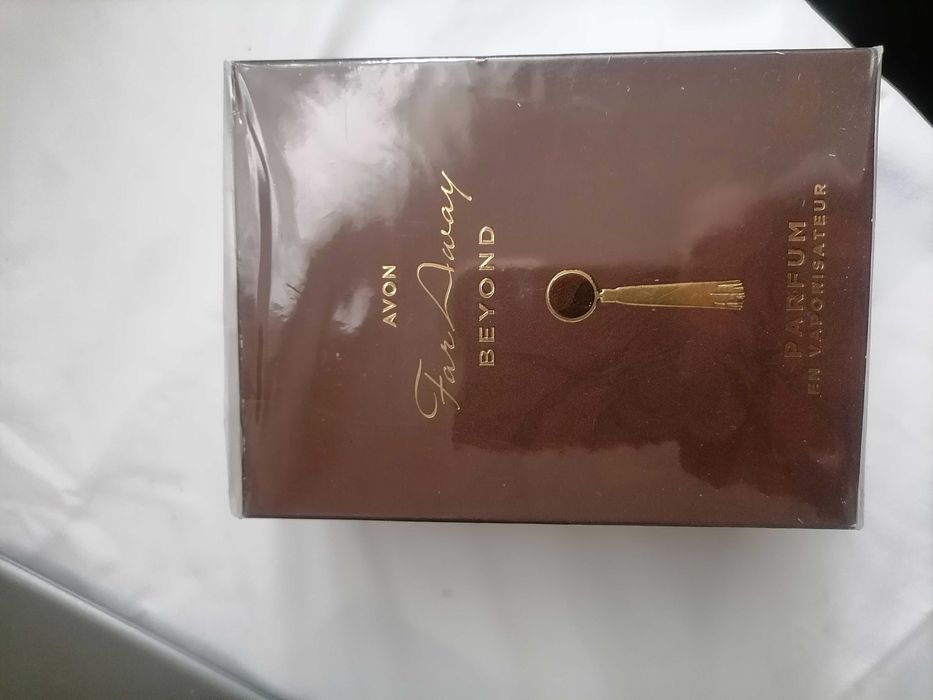 AVON
Far Away
BEYOND
PARFUM
EN VAPORISATEUR